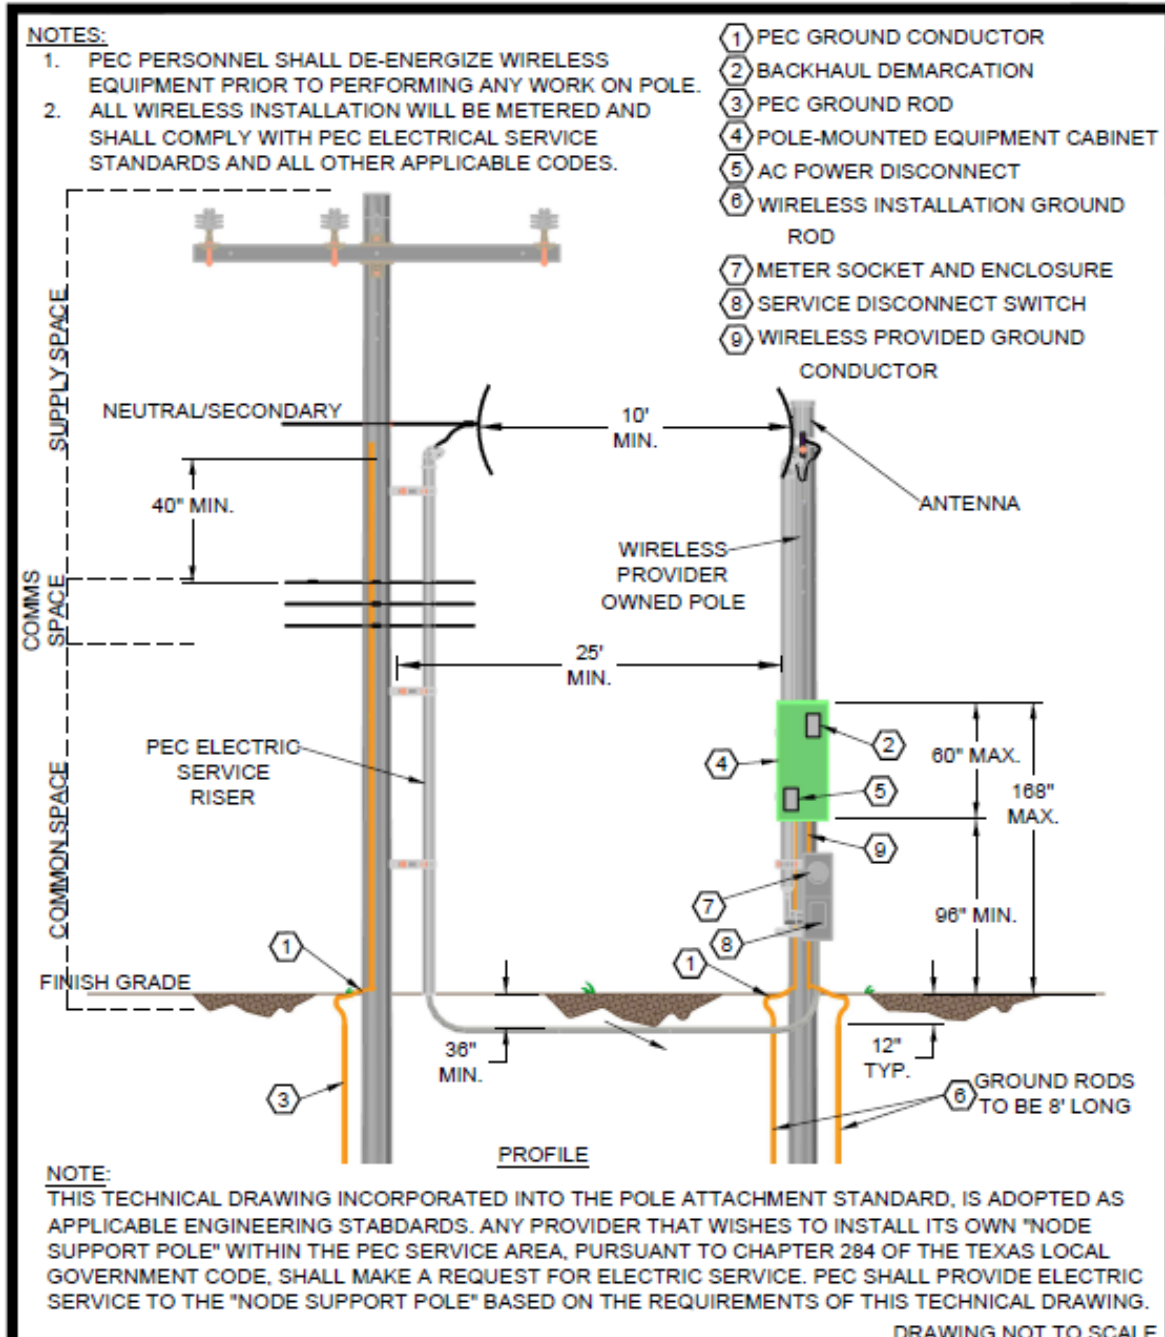 NOTES:
1. PEC PERSONNEL SHALL DE-ENERGIZE WIRELESS
EQUIPMENT PRIOR TO PERFORMING ANY WORK ON POLE.
2. ALL WIRELESS INSTALLATION WILL BE METERED AND
SHALL COMPLY WITH PEC ELECTRICAL SERVICE
STANDARDS AND ALL OTHER APPLICABLE CODES.
1 PEC GROUND CONDUCTOR
2 BACKHAUL DEMARCATION
3 PEC GROUND ROD
4 POLE-MOUNTED EQUIPMENT CABINET
5 AC POWER DISCONNECT
6 WIRELESS INSTALLATION GROUND
ROD
7 METER SOCKET AND ENCLOSURE
8 SERVICE DISCONNECT SWITCH
9 WIRELESS PROVIDED GROUND
CONDUCTOR
SUPPLY SPACE
NEUTRAL/SECONDARY
10'
MIN.
40" MIN.
ANTENNA
WIRELESS
PROVIDER
OWNED POLE
COMMS
SPACE
25'
MIN.
PEC ELECTRIC
SERVICE
RISER
COMMON SPACE
4
2
5
60" MAX.
168"
MAX.
9
7
8
96" MIN.
1
1
FINISH GRADE
36"
MIN.
12"
TYP.
3
6 GROUND RODS
TO BE 8' LONG
PROFILE
NOTE:
THIS TECHNICAL DRAWING INCORPORATED INTO THE POLE ATTACHMENT STANDARD, IS ADOPTED AS
APPLICABLE ENGINEERING STABDARDS. ANY PROVIDER THAT WISHES TO INSTALL ITS OWN "NODE
SUPPORT POLE" WITHIN THE PEC SERVICE AREA, PURSUANT TO CHAPTER 284 OF THE TEXAS LOCAL
GOVERNMENT CODE, SHALL MAKE A REQUEST FOR ELECTRIC SERVICE. PEC SHALL PROVIDE ELECTRIC
SERVICE TO THE "NODE SUPPORT POLE" BASED ON THE REQUIREMENTS OF THIS TECHNICAL DRAWING.
DRAWING NOT TO SCALE